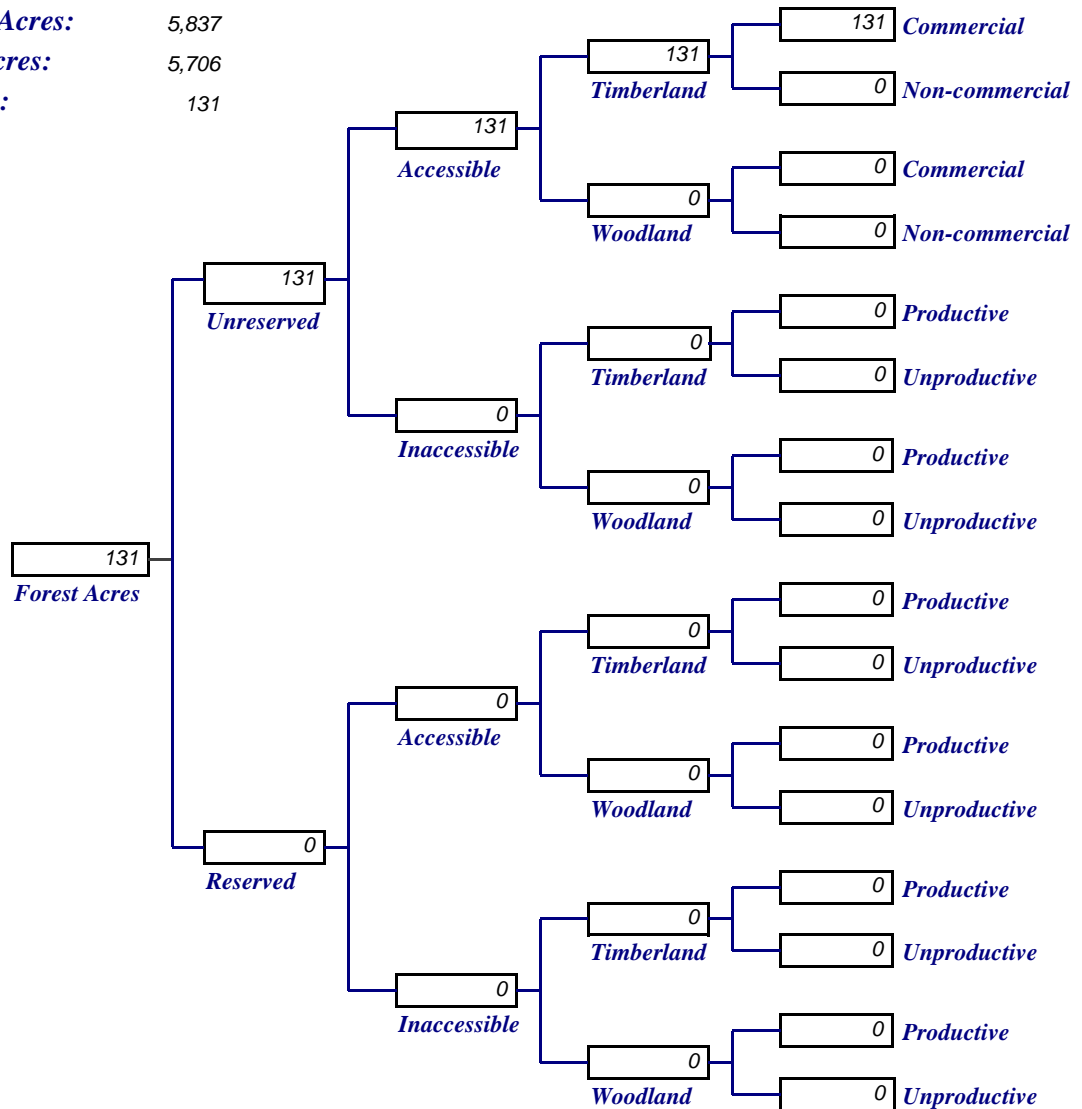 Acres: 5,837
cres: 5,706
: 131
131 Commercial
131
Timberland
0 Non-commercial
131
Accessible
0 Commercial
0
Woodland
0 Non-commercial
131
Unreserved
0 Productive
0
Timberland
0 Unproductive
0
Inaccessible
0 Productive
0
Woodland
0 Unproductive
131
Forest Acres
0 Productive
0
Timberland
0 Unproductive
0
Accessible
0 Productive
0
Woodland
0 Unproductive
0
Reserved
0 Productive
0
Timberland
0 Unproductive
0
Inaccessible
0 Productive
0
Woodland
0 Unproductive